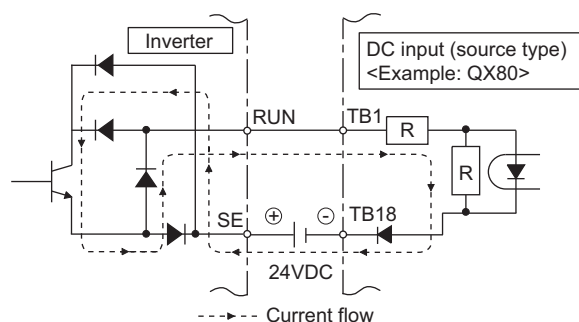 Inverter
DC input (source type)
<Example: QX80>
RUN
TB1
R
R
SE
+
-
TB18
24VDC
Current flow